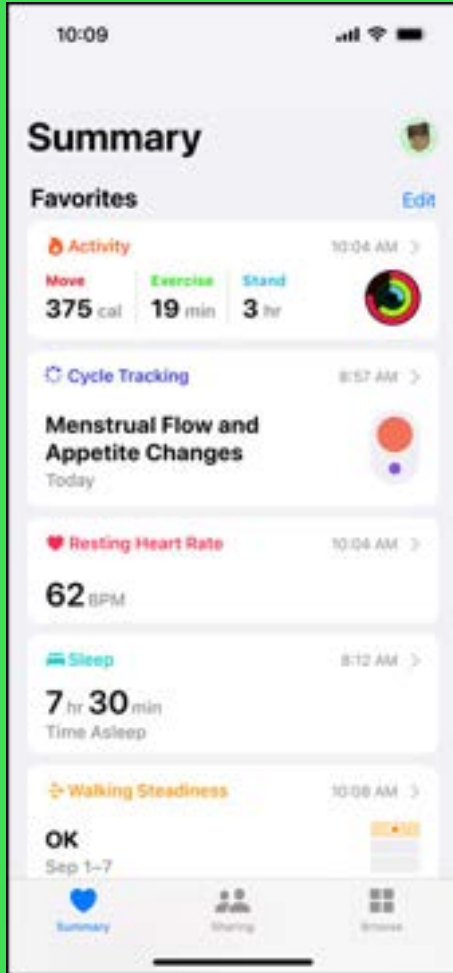 10:09
Summary
Favorites Edit
Activity 10:04 AM
Move Exercise Stand
375 cal 19 min 3 hr
Cycle Tracking 8:57 AM
Menstrual Flow and
Appetite Changes
Today
Resting Heart Rate 10:04 AM
62 BPM
Sleep 8:12 AM
7 hr 30 min
Time Asleep
Walking Steadiness 10:08 AM
OK
Sep 1–7
Summary Sharing Browse